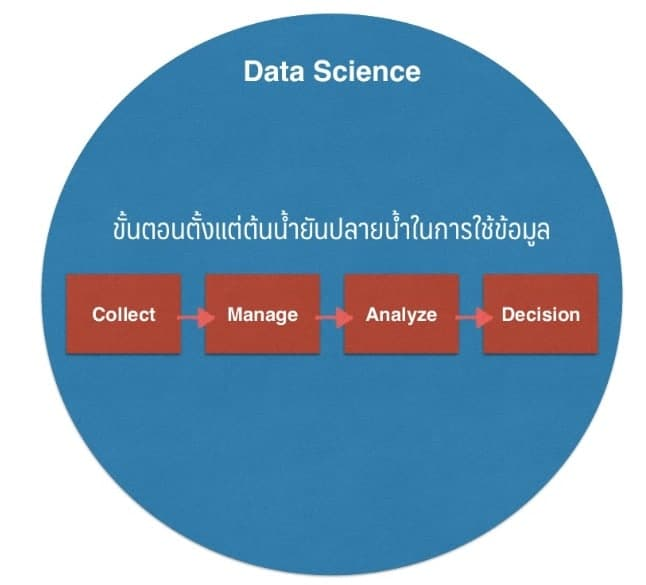 Data Science
ขั้นตอนตั้งแต่ต้นน้ำยันปลายน้ำในการใช้ข้อมูล
Collect
Manage
Analyze
Decision